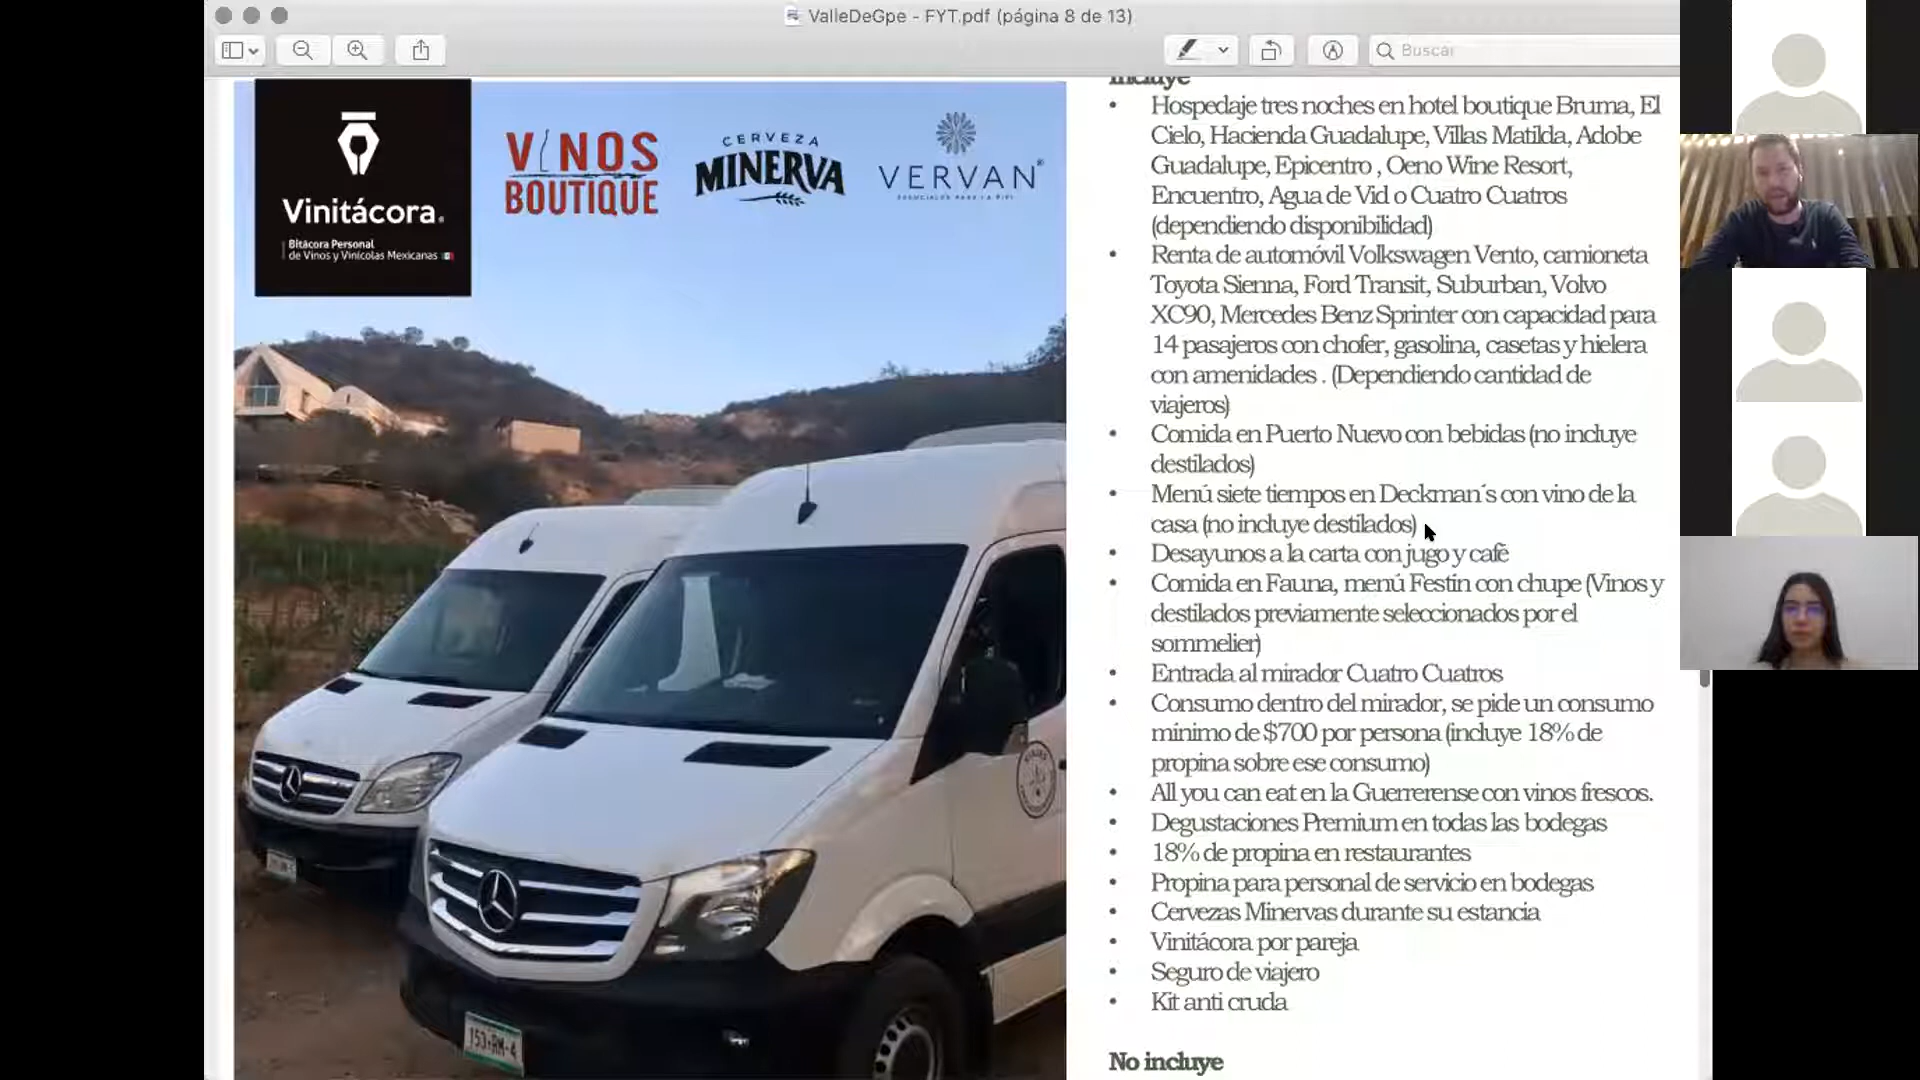 ValleDeGpe - FYT.pdf (página 8 de 13)
Buscar
Vinitácora.
Bitácora Personal
de Vinos y Vinícolas Mexicanas
VINOS
BOUTIQUE
CERVEZA
MINERVA
VERVAN
Incluye
• Hospedaje tres noches en hotel boutique Bruma, El
Cielo, Hacienda Guadalupe, Villas Matilda, Adobe
Guadalupe, Epicentro , Oeno Wine Resort,
Encuentro, Agua de Vid o Cuatro Cuatros
(dependiendo disponibilidad)
• Renta de automóvil Volkswagen Vento, camioneta
Toyota Sienna, Ford Transit, Suburban, Volvo
XC90, Mercedes Benz Sprinter con capacidad para
14 pasajeros con chofer, gasolina, casetas y hielera
con amenidades . (Dependiendo cantidad de
viajeros)
• Comida en Puerto Nuevo con bebidas (no incluye
destilados)
• Menú siete tiempos en Deckman´s con vino de la
casa (no incluye destilados)
• Desayunos a la carta con jugo y café
• Comida en Fauna, menú Festín con chupe (Vinos y
destilados previamente seleccionados por el
sommelier)
• Entrada al mirador Cuatro Cuatros
• Consumo dentro del mirador, se pide un consumo
mínimo de $700 por persona (incluye 18% de
propina sobre ese consumo)
• All you can eat en la Guerrerense con vinos frescos.
• Degustaciones Premium en todas las bodegas
• 18% de propina en restaurantes
• Propina para personal de servicio en bodegas
• Cervezas Minervas durante su estancia
• Vinitácora por pareja
• Seguro de viajero
• Kit anti cruda
No incluye